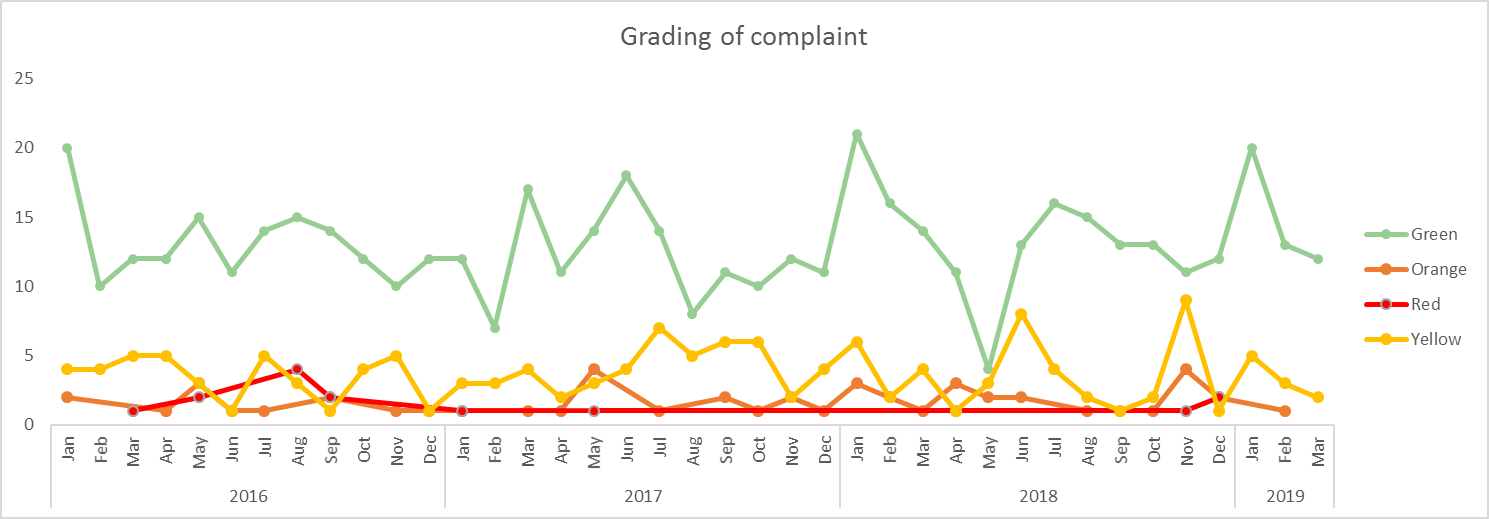 Grading of complaint
25
20
15
10
5
0
Jan Feb Mar Apr May Jun Jul Aug Sep Oct Nov Dec Jan Feb Mar Apr May Jun Jul Aug Sep Oct Nov Dec Jan Feb Mar Apr May Jun Jul Aug Sep Oct Nov Dec Jan Feb Mar
2016 2017 2018 2019
Green
Orange
Red
Yellow